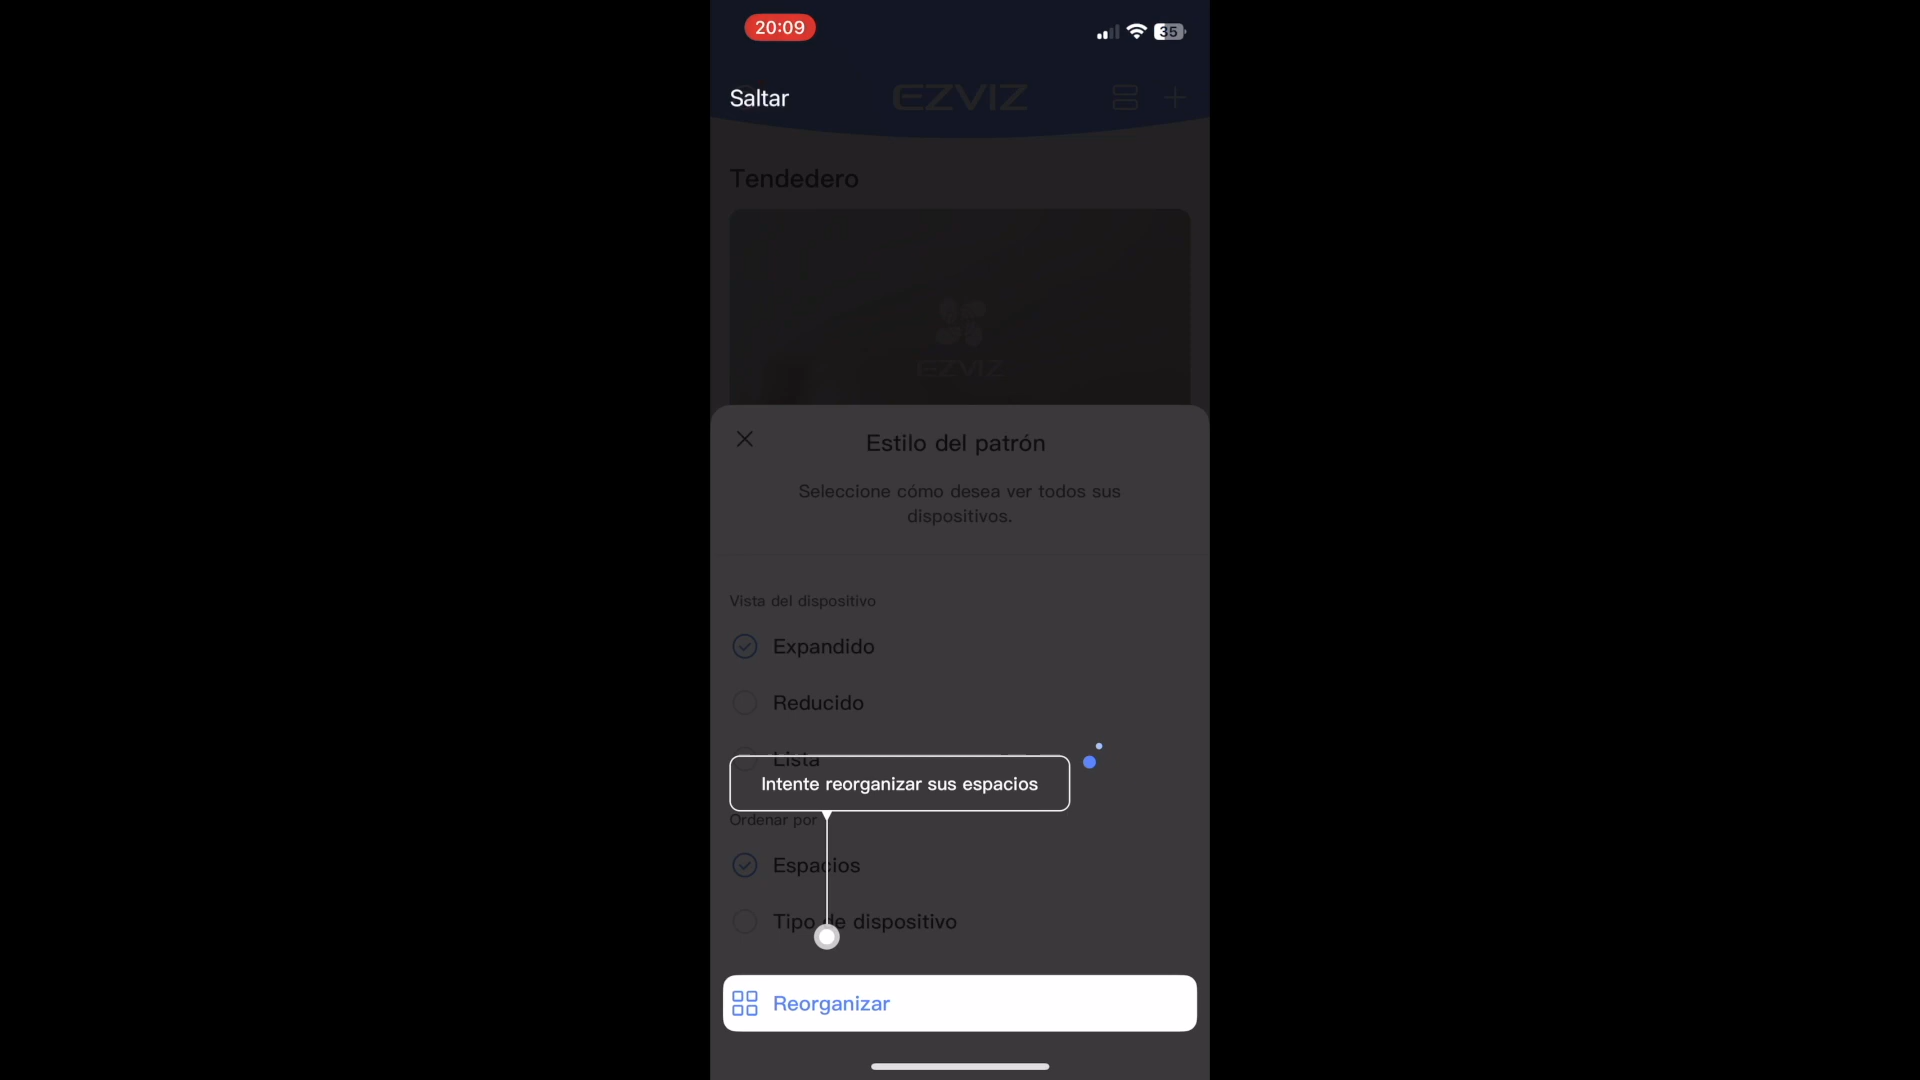 20:09
35
Saltar
EZVIZ
Tendedero
EZVIZ
Estilo del patrón
Seleccione cómo desea ver todos sus
dispositivos.
Vista del dispositivo
Expandido
Reducido
Lista
Intente reorganizar sus espacios
Ordenar por
Espacios
Tipo de dispositivo
Reorganizar